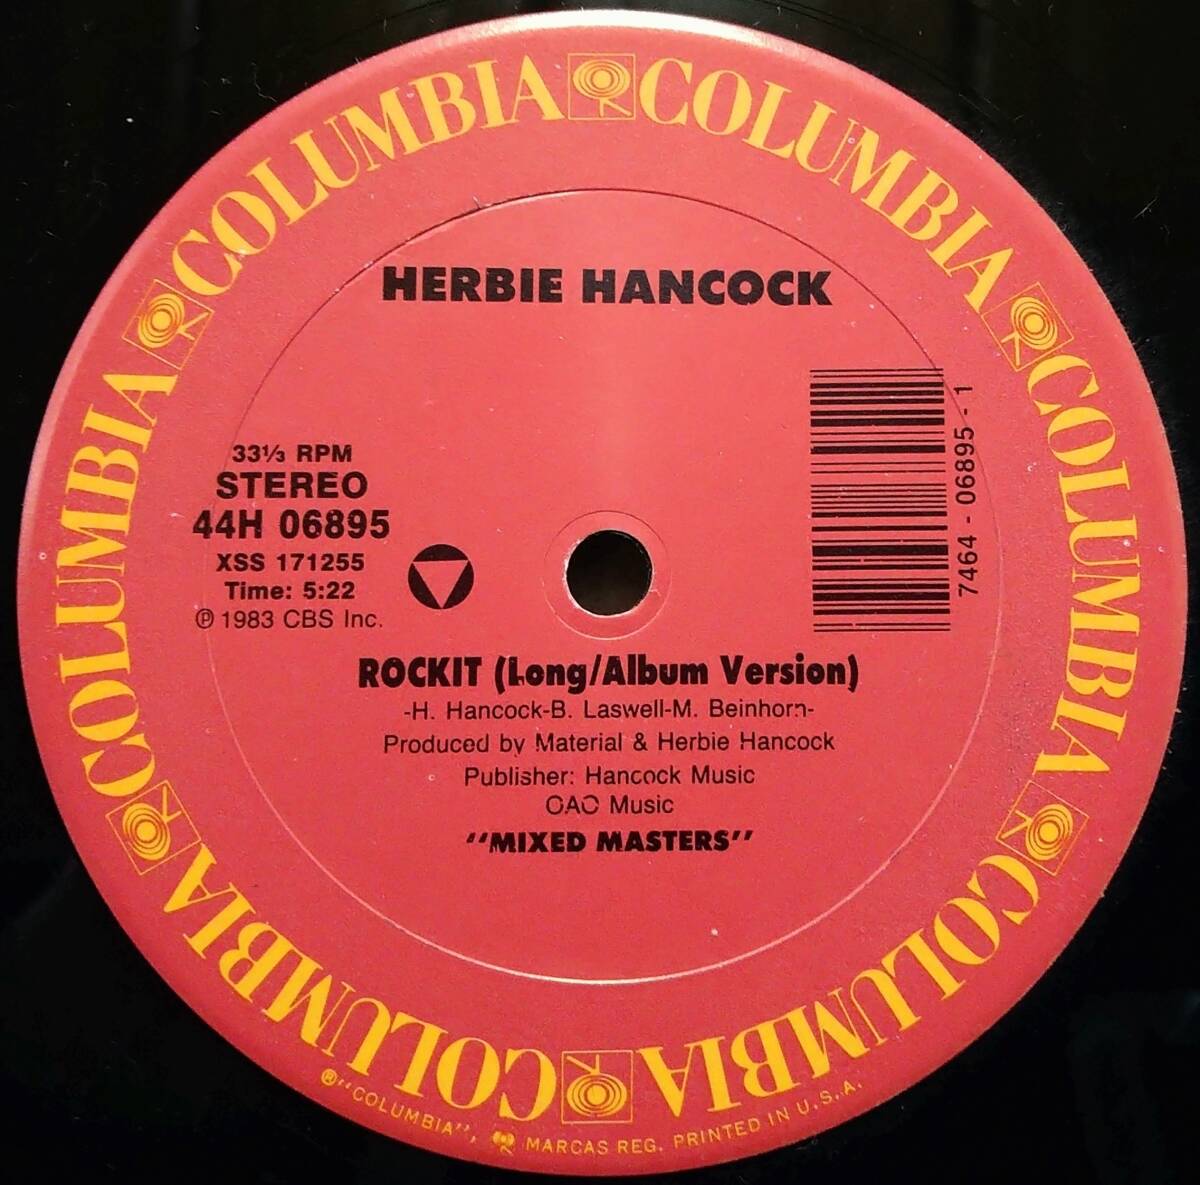 COLUMBIA COLUMBIA COLUMBIA COLUMBIA COLUMBIA COLUMBIA
HERBIE HANCOCK
33⅓ RPM
STEREO
44H 06895
XSS 171255
Time: 5:22
℗ 1983 CBS Inc.
7464 - 06895 - 1
ROCKIT (Long/Album Version)
-H. Hancock-B. Laswell-M. Beinhorn-
Produced by Material & Herbie Hancock
Publisher: Hancock Music
OAO Music
"MIXED MASTERS"
®"COLUMBIA", MARCAS REG. PRINTED IN U.S.A.